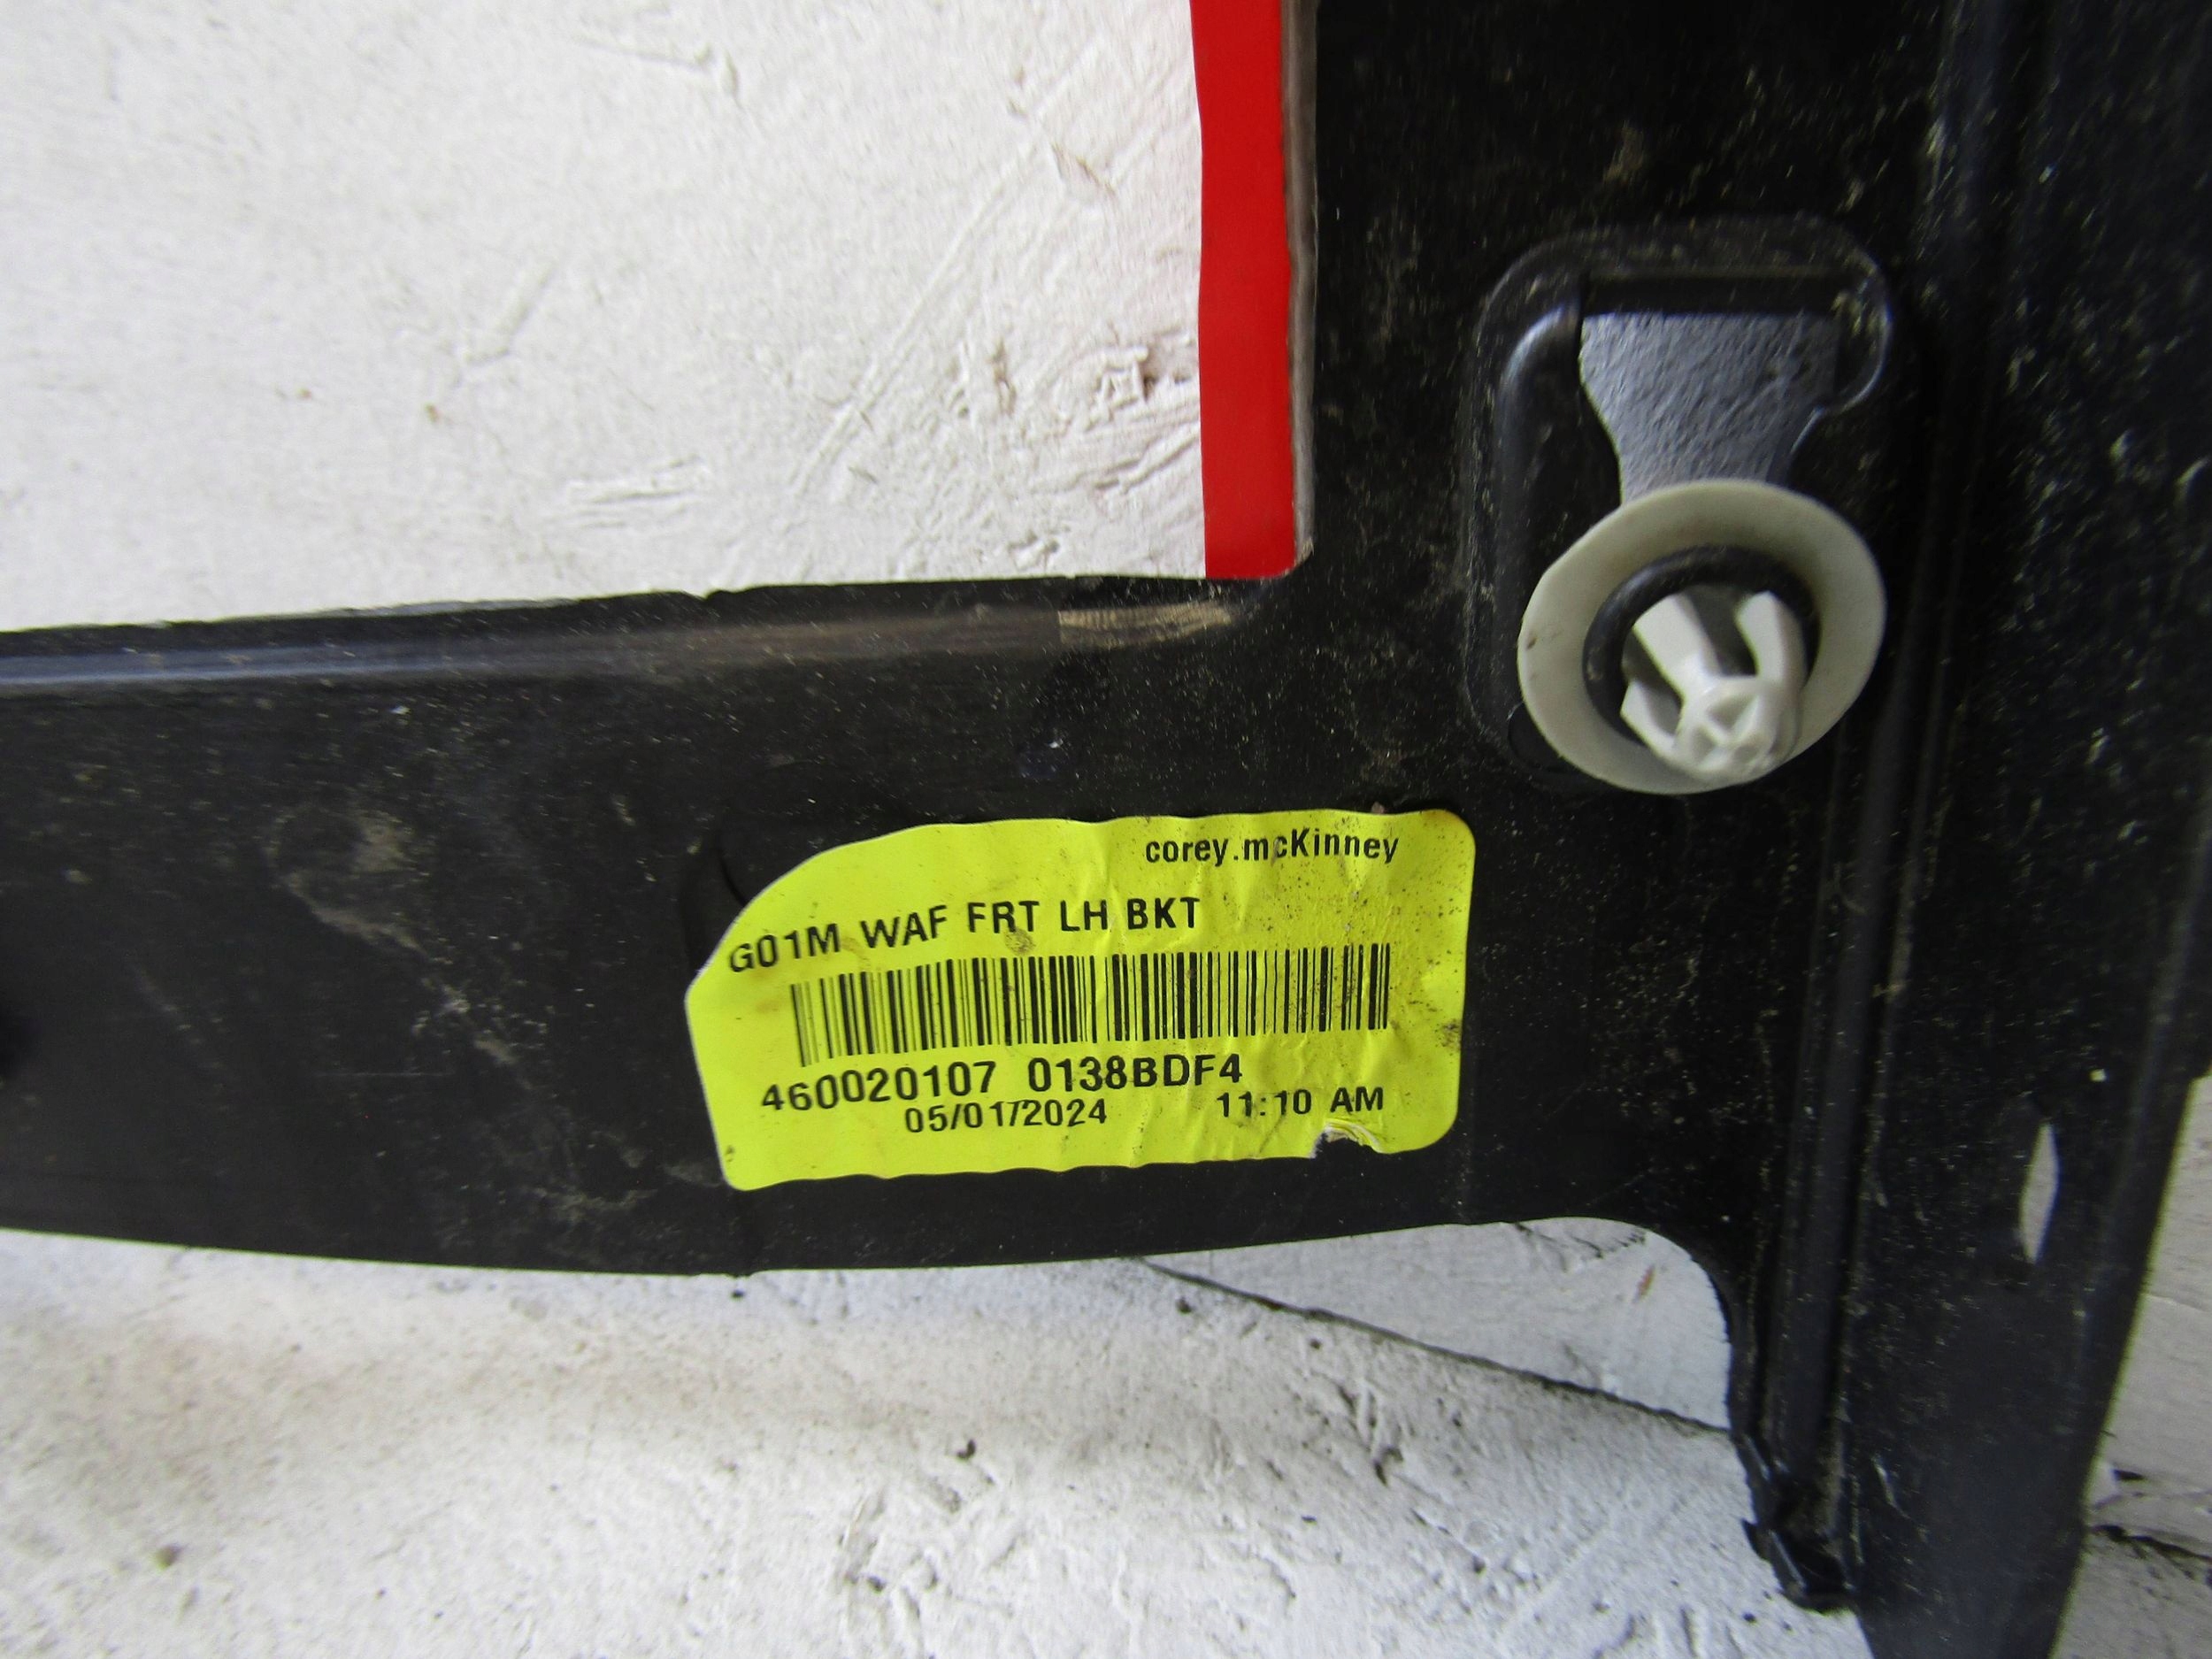 corey.mcKinney
G01M WAF FRT LH BKT
460020107 0138BDF4
05/01/2024 11:10 AM